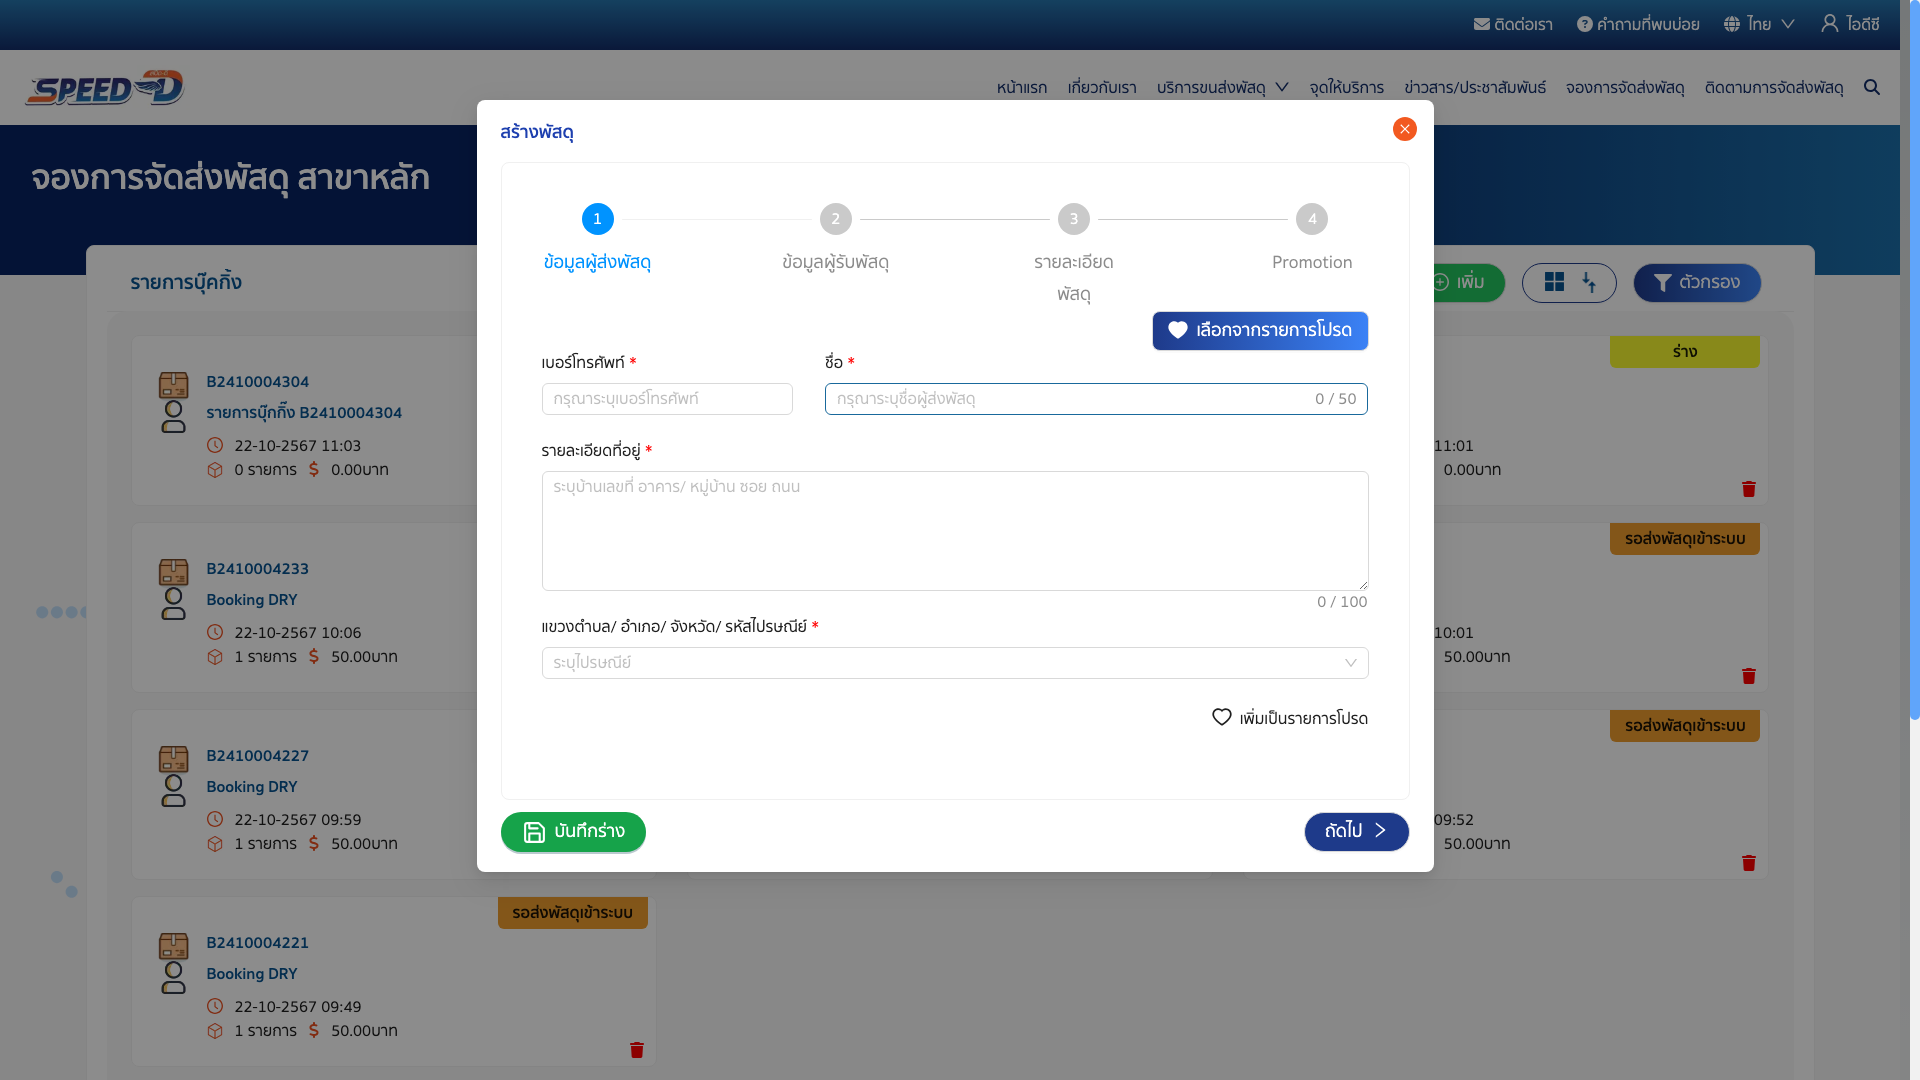 ติดต่อเรา คำถามที่พบบ่อย ไทย ไอดีซี
SPEED-D
หน้าแรก เกี่ยวกับเรา บริการขนส่งพัสดุ จุดให้บริการ ข่าวสาร/ประชาสัมพันธ์ จองการจัดส่งพัสดุ ติดตามการจัดส่งพัสดุ
จองการจัดส่งพัสดุ สาขาหลัก
รายการบุ๊คกิ้ง
เพิ่ม
ตัวกรอง
สร้างพัสดุ
1 2 3 4
ข้อมูลผู้ส่งพัสดุ ข้อมูลผู้รับพัสดุ รายละเอียด Promotion
พัสดุ
เลือกจากรายการโปรด
เบอร์โทรศัพท์ * ชื่อ *
กรุณาระบุเบอร์โทรศัพท์ กรุณาระบุชื่อผู้ส่งพัสดุ 0 / 50
รายละเอียดที่อยู่ *
ระบุบ้านเลขที่ อาคาร/ หมู่บ้าน ซอย ถนน
0 / 100
แขวงตำบล/ อำเภอ/ จังหวัด/ รหัสไปรษณีย์ *
ระบุไปรษณีย์
เพิ่มเป็นรายการโปรด
บันทึกร่าง
ถัดไป
B2410004304
รายการบุ๊กกิ๊ง B2410004304
22-10-2567 11:03
0 รายการ $ 0.00บาท
ร่าง
11:01
0.00บาท
B2410004233
Booking DRY
22-10-2567 10:06
1 รายการ $ 50.00บาท
รอส่งพัสดุเข้าระบบ
10:01
50.00บาท
B2410004227
Booking DRY
22-10-2567 09:59
1 รายการ $ 50.00บาท
รอส่งพัสดุเข้าระบบ
09:52
50.00บาท
รอส่งพัสดุเข้าระบบ
B2410004221
Booking DRY
22-10-2567 09:49
1 รายการ $ 50.00บาท